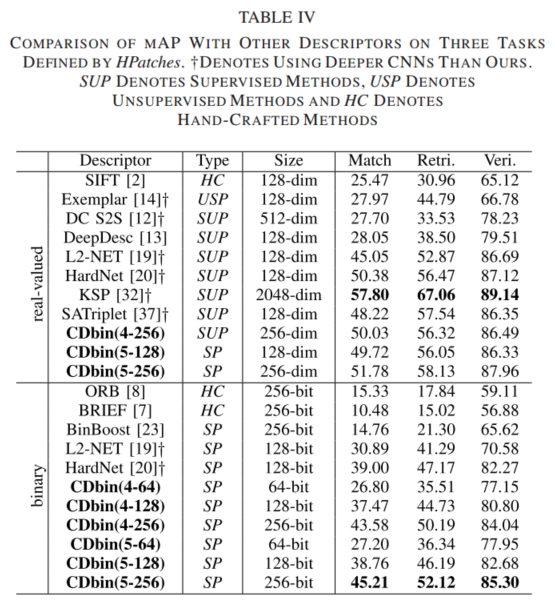 TABLE IV
COMPARISON OF MAP WITH OTHER DESCRIPTORS ON THREE TASKS
DEFINED BY HPatches. †DENOTES USING DEEPER CNNS THAN OURS.
SUP DENOTES SUPERVISED METHODS, USP DENOTES
UNSUPERVISED METHODS AND HC DENOTES
HAND-CRAFTED METHODS
Descriptor Type Size Match Retri. Veri.
real-valued
SIFT [2] HC 128-dim 25.47 30.96 65.12
Exemplar [14]† USP 128-dim 27.97 44.79 66.78
DC S2S [12]† SUP 512-dim 27.70 33.53 78.23
DeepDesc [13] SUP 128-dim 28.05 38.50 79.51
L2-NET [19]† SUP 128-dim 45.05 52.87 86.69
HardNet [20]† SUP 128-dim 50.38 56.47 87.12
KSP [32]† SUP 2048-dim 57.80 67.06 89.14
SATriplet [37]† SUP 128-dim 48.22 57.54 86.35
CDbin(4-256) SUP 256-dim 50.03 56.32 86.49
CDbin(5-128) SP 128-dim 49.72 56.05 86.33
CDbin(5-256) SP 256-dim 51.78 58.13 87.96
binary
ORB [8] HC 256-bit 15.33 17.84 59.11
BRIEF [7] HC 256-bit 10.48 15.02 56.88
BinBoost [23] SP 256-bit 14.76 21.30 65.62
L2-NET [19]† SP 128-bit 30.89 41.29 70.58
HardNet [20]† SP 128-bit 39.00 47.17 82.27
CDbin(4-64) SP 64-bit 26.80 35.51 77.15
CDbin(4-128) SP 128-bit 37.47 44.73 80.80
CDbin(4-256) SP 256-bit 43.58 50.19 84.04
CDbin(5-64) SP 64-bit 27.20 36.34 77.95
CDbin(5-128) SP 128-bit 38.76 46.19 82.68
CDbin(5-256) SP 256-bit 45.21 52.12 85.30